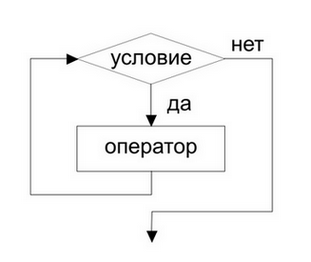 нет
условие
да
оператор